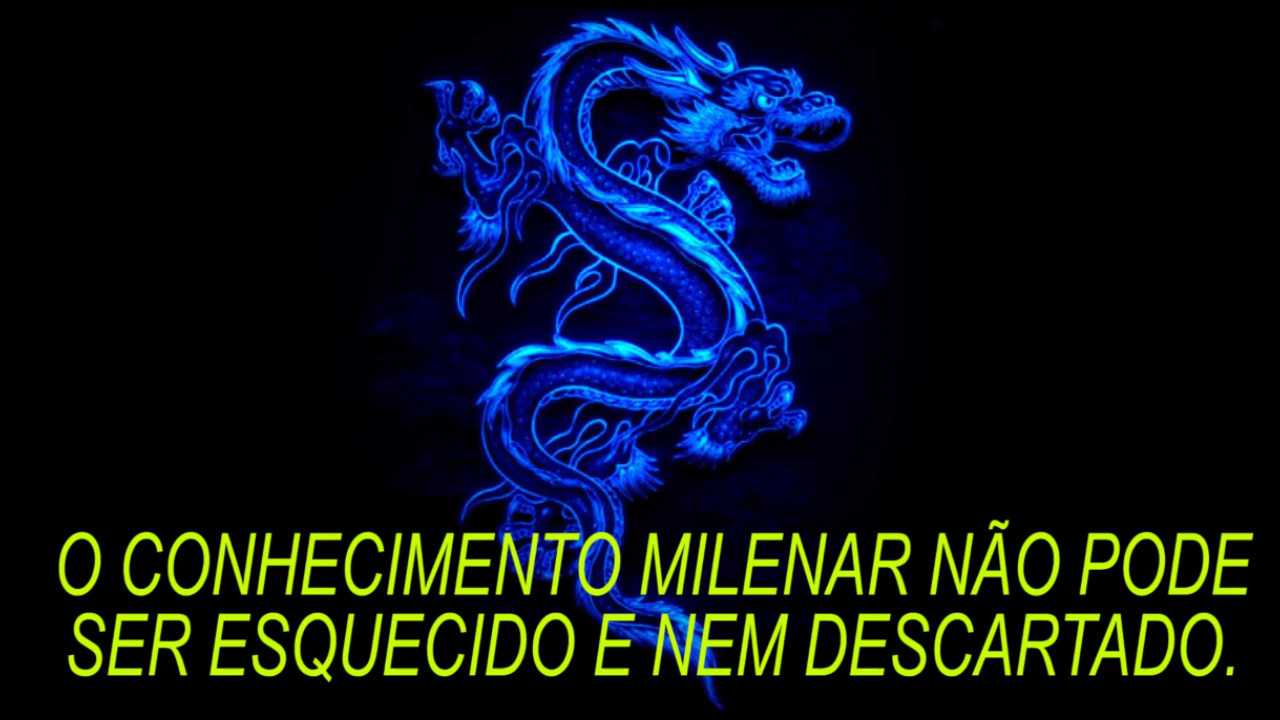 O CONHECIMENTO MILENAR NÃO PODE
SER ESQUECIDO E NEM DESCARTADO.